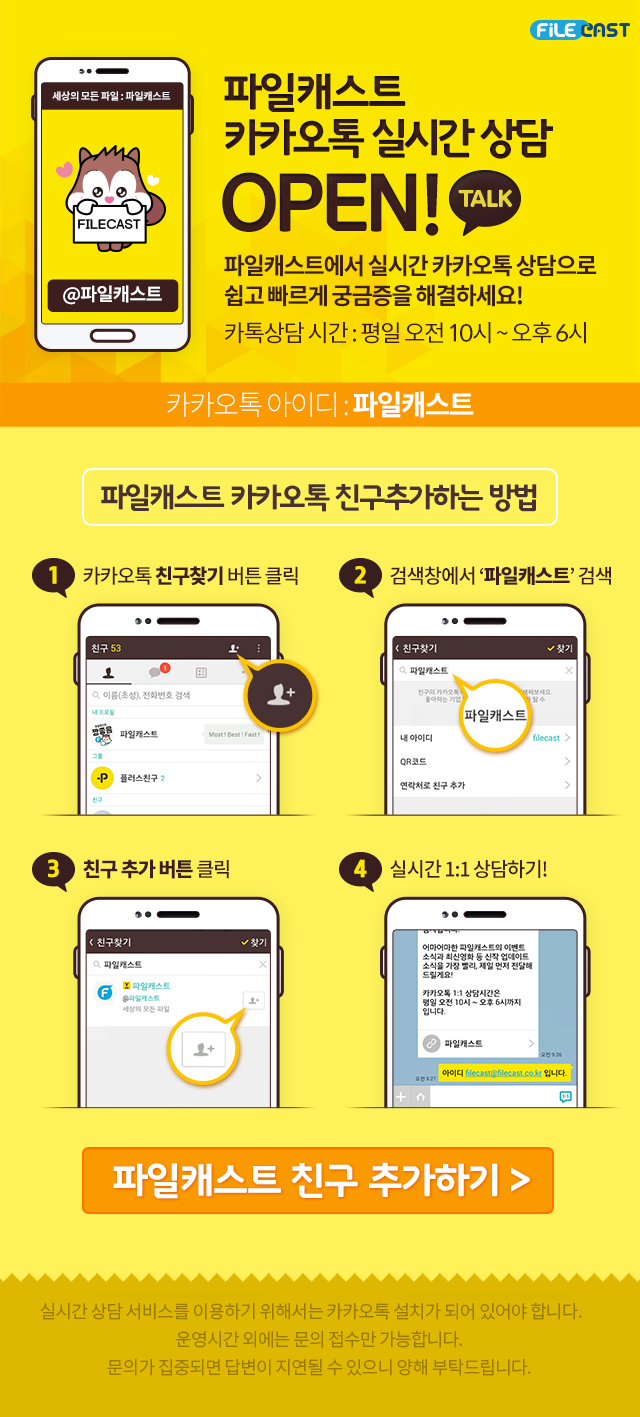 FiLECAST
세상의 모든 파일 : 파일캐스트
FILECAST
@파일캐스트
파일캐스트
카카오톡 실시간 상담
OPEN! TALK
파일캐스트에서 실시간 카카오톡 상담으로
쉽고 빠르게 궁금증을 해결하세요!
카톡상담 시간 : 평일 오전 10시 ~ 오후 6시
카카오톡 아이디 : 파일캐스트
파일캐스트 카카오톡 친구추가하는 방법
1 카카오톡 친구찾기 버튼 클릭
친구 53
1
이름(초성), 전화번호 검색
내 프로필
파일캐스트
Most! Best! Fast!
그룹
P 플러스친구 2
친구
2 검색창에서 ‘파일캐스트’ 검색
친구찾기
찾기
파일캐스트
파일캐스트
내 아이디
filecast
QR코드
연락처로 친구 추가
3 친구 추가 버튼 클릭
친구찾기
찾기
파일캐스트
파일캐스트
@파일캐스트
세상의 모든 파일
4 실시간 1:1 상담하기!
어마어마한 파일캐스트의 이벤트
소식과 최신영화 등 신작 업데이트
소식을 가장 빨리, 제일 먼저 전달해
드릴게요!
카카오톡 1:1 상담시간은
평일 오전 10시 ~ 오후 6시까지
입니다.
파일캐스트
오전 9:26
오전 9:27
아이디 filecast@filecast.co.kr 입니다.
1:1
파일캐스트 친구 추가하기 >
실시간 상담 서비스를 이용하기 위해서는 카카오톡 설치가 되어 있어야 합니다.
운영시간 외에는 문의 접수만 가능합니다.
문의가 집중되면 답변이 지연될 수 있으니 양해 부탁드립니다.